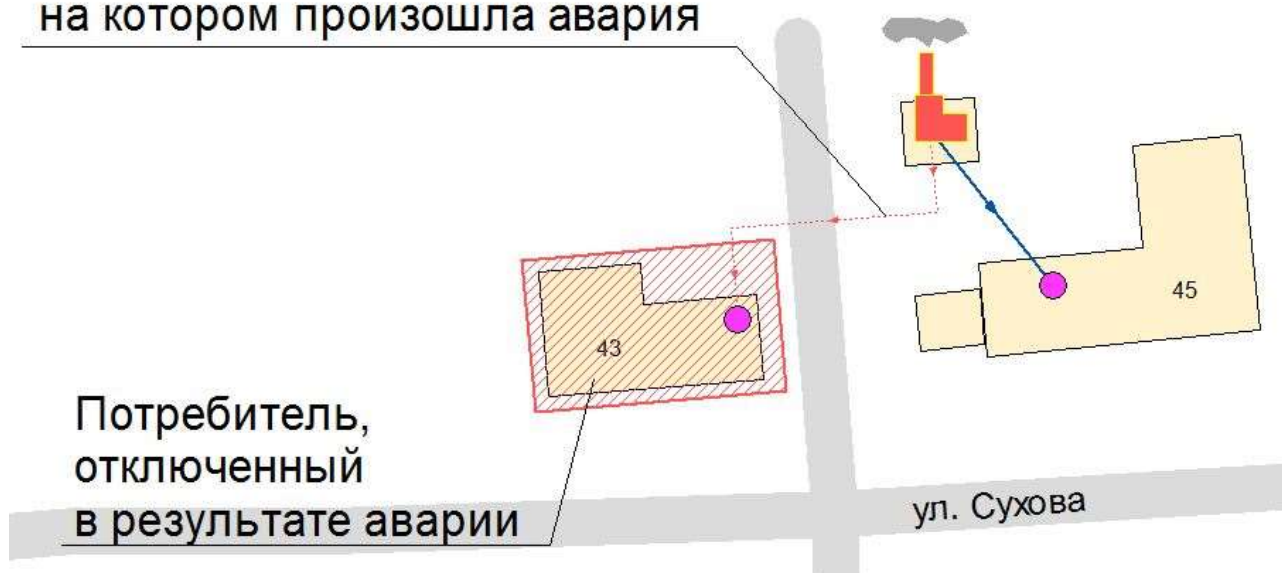 на котором произошла авария
45
43
Потребитель,
отключенный
в результате аварии
ул. Сухова